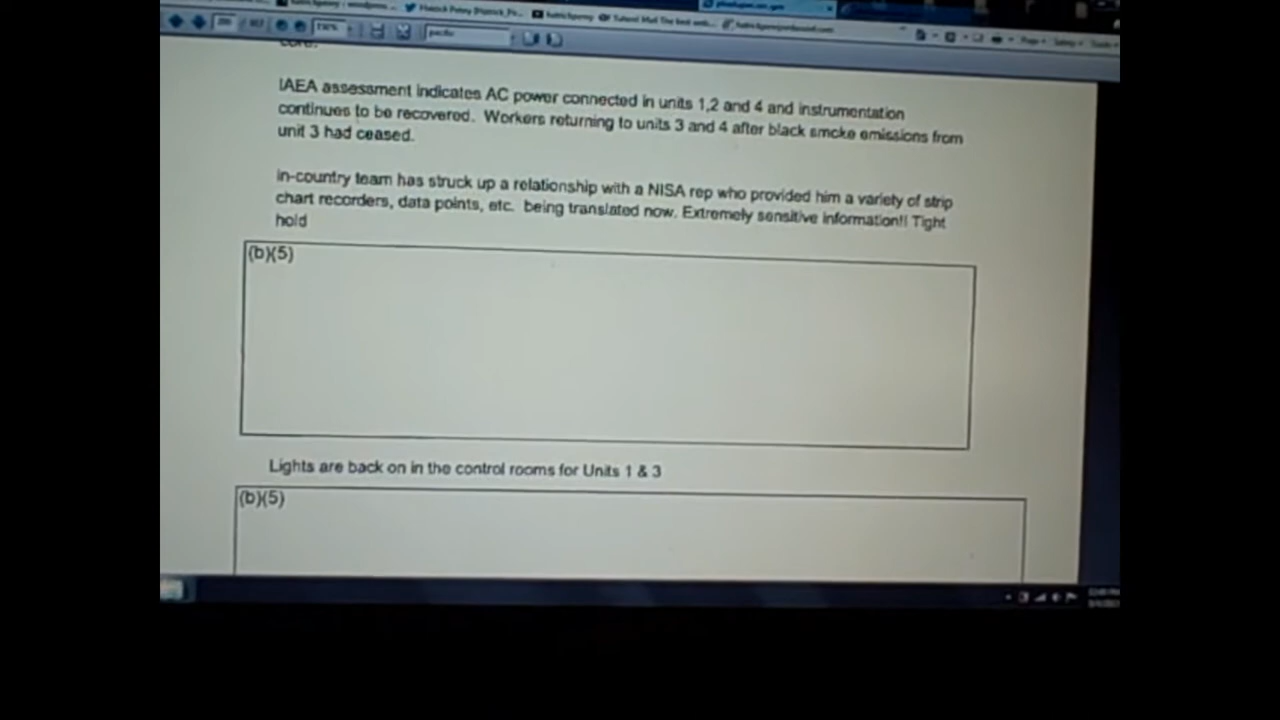 IAEA assessment indicates AC power connected in units 1,2 and 4 and instrumentation
continues to be recovered. Workers returning to units 3 and 4 after black smoke emissions from
unit 3 had ceased.
in-country team has struck up a relationship with a NISA rep who provided him a variety of strip
chart recorders, data points, etc. being translated now. Extremely sensitive information!! Tight
hold
(b)(5)
Lights are back on in the control rooms for Units 1 & 3
(b)(5)